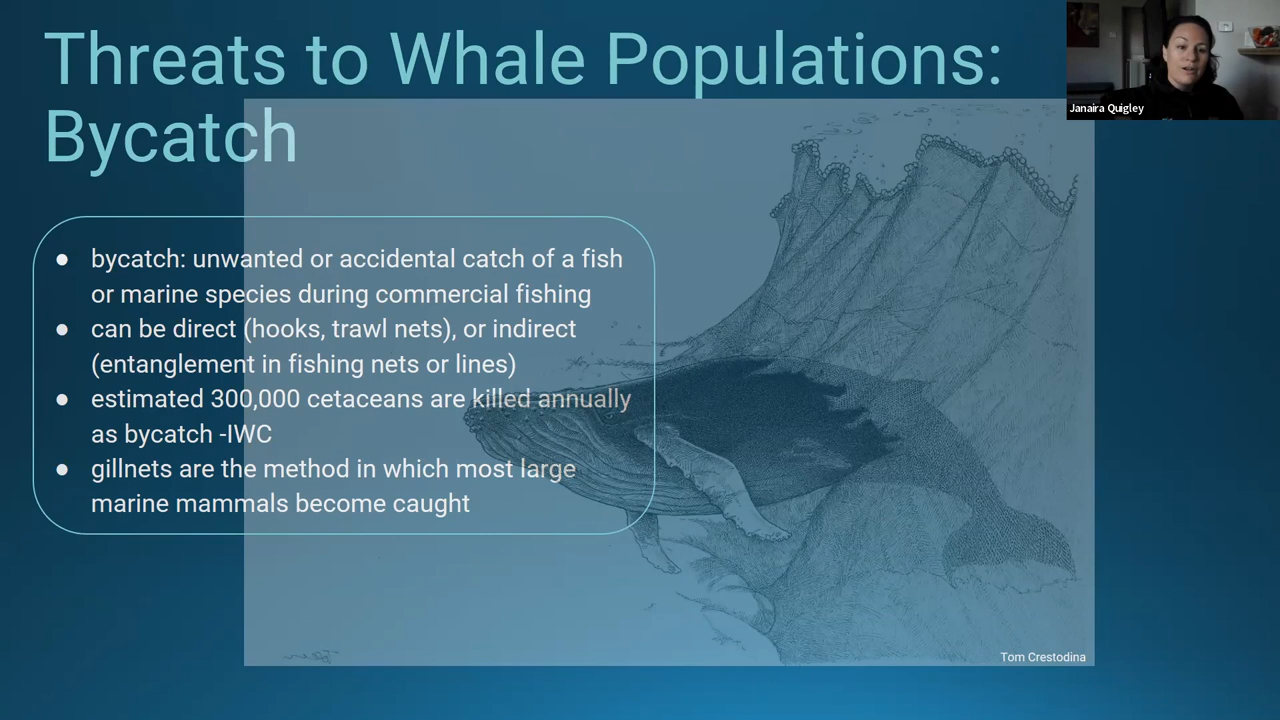 Threats to Whale Populations:
Bycatch
Janaira Quigley
● bycatch: unwanted or accidental catch of a fish
or marine species during commercial fishing
● can be direct (hooks, trawl nets), or indirect
(entanglement in fishing nets or lines)
● estimated 300,000 cetaceans are killed annually
as bycatch -IWC
● gillnets are the method in which most large
marine mammals become caught
Tom Crestodina